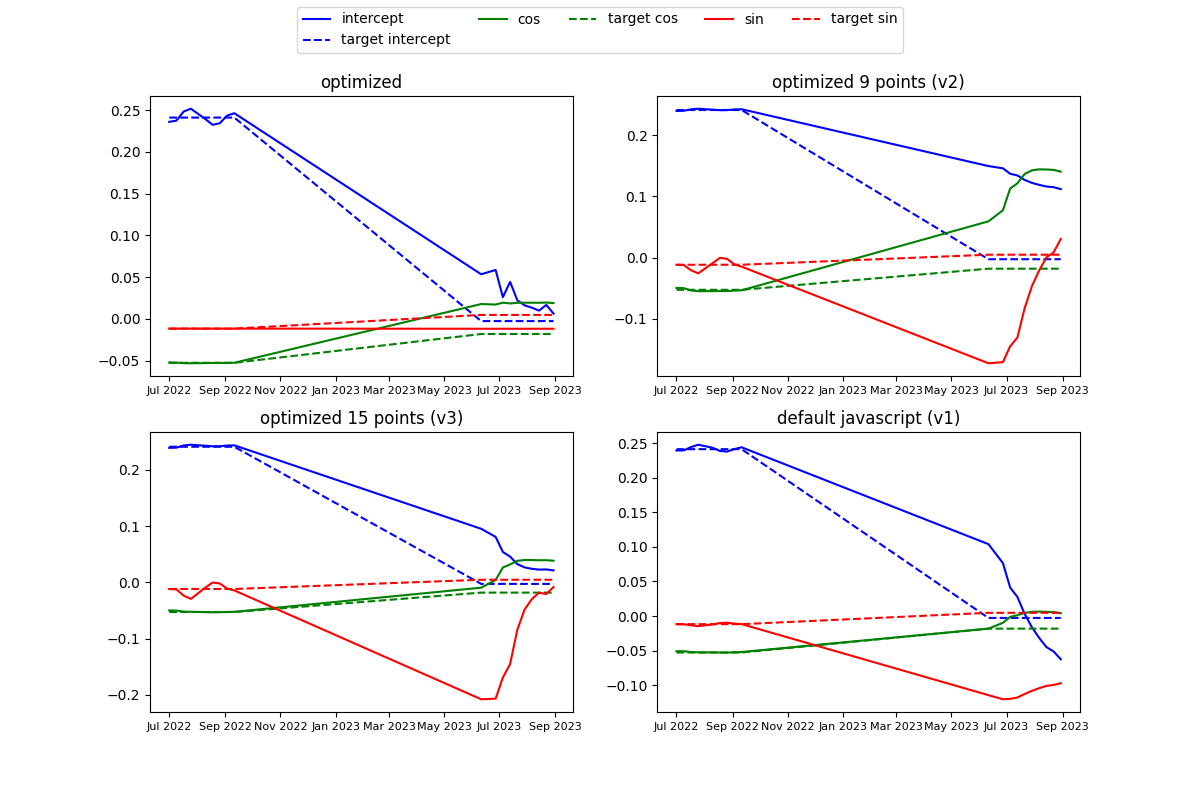 intercept cos target cos sin target sin
target intercept
optimized
0.25
0.20
0.15
0.10
0.05
0.00
−0.05
Jul 2022 Sep 2022 Nov 2022 Jan 2023 Mar 2023 May 2023 Jul 2023 Sep 2023
optimized 9 points (v2)
0.2
0.1
0.0
−0.1
Jul 2022 Sep 2022 Nov 2022 Jan 2023 Mar 2023 May 2023 Jul 2023 Sep 2023
optimized 15 points (v3)
0.2
0.1
0.0
−0.1
−0.2
Jul 2022 Sep 2022 Nov 2022 Jan 2023 Mar 2023 May 2023 Jul 2023 Sep 2023
default javascript (v1)
0.25
0.20
0.15
0.10
0.05
0.00
−0.05
−0.10
Jul 2022 Sep 2022 Nov 2022 Jan 2023 Mar 2023 May 2023 Jul 2023 Sep 2023